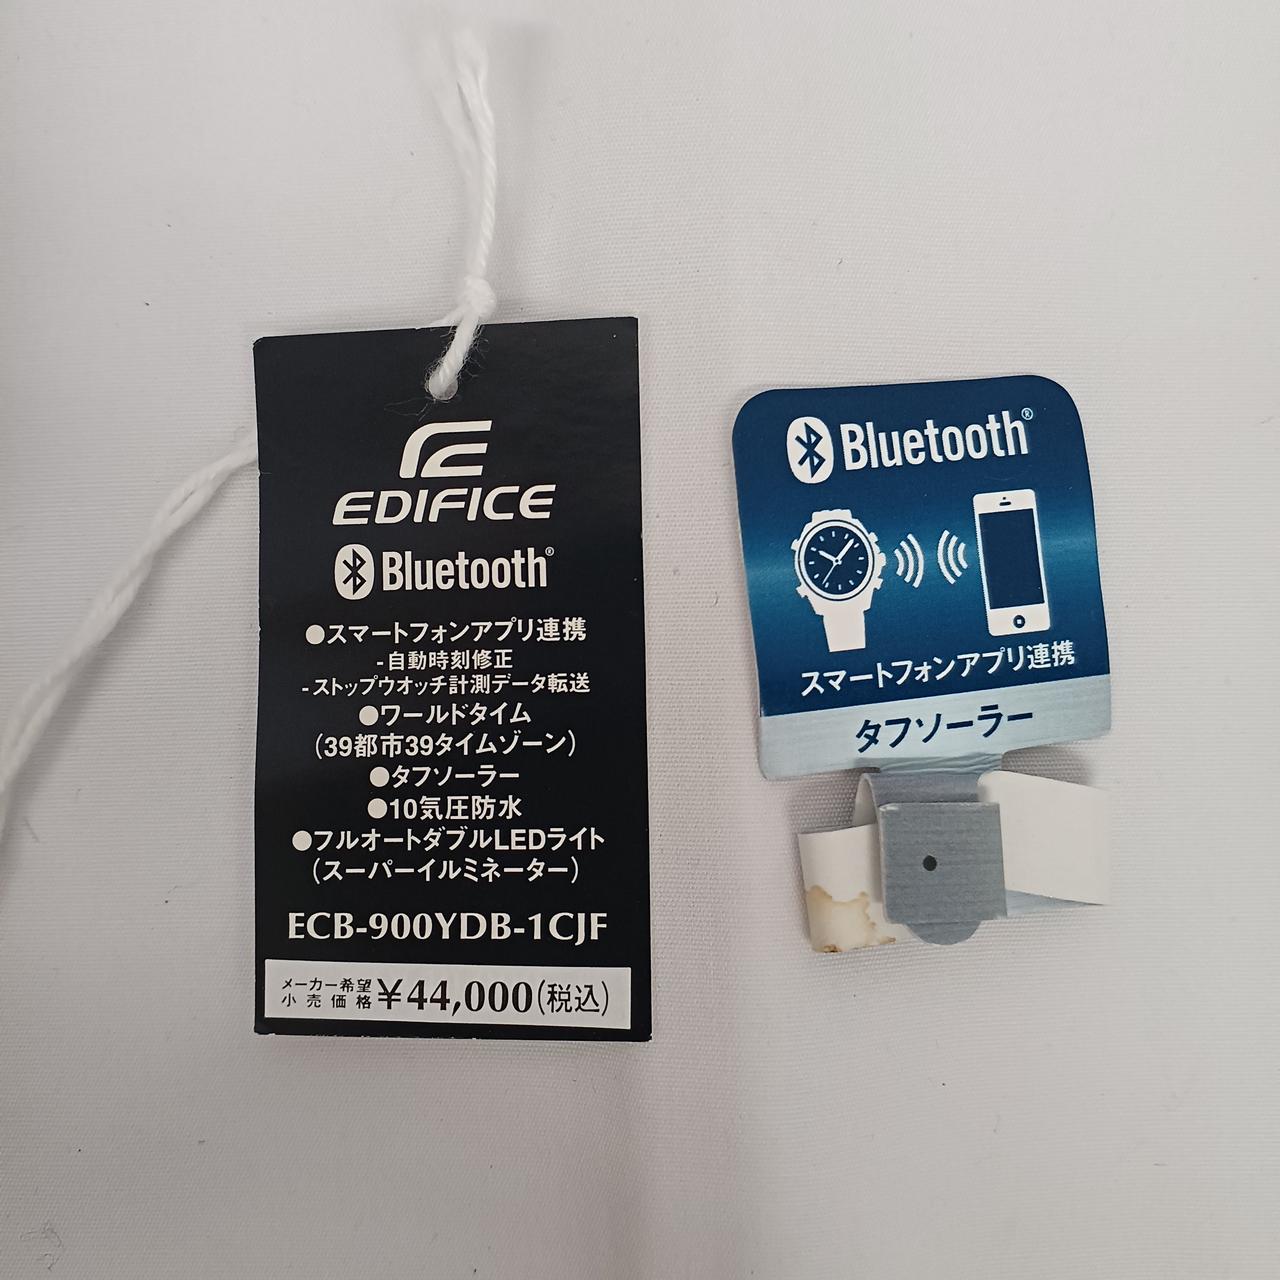 EDIFICE
Bluetooth®
●スマートフォンアプリ連携
-自動時刻修正
-ストップウオッチ計測データ転送
●ワールドタイム
(39都市39タイムゾーン)
●タフソーラー
●10気圧防水
●フルオートダブルLEDライト
(スーパーイルミネーター)
ECB-900YDB-1CJF
メーカー希望
小売価格 ¥44,000(税込)
Bluetooth®
スマートフォンアプリ連携
タフソーラー